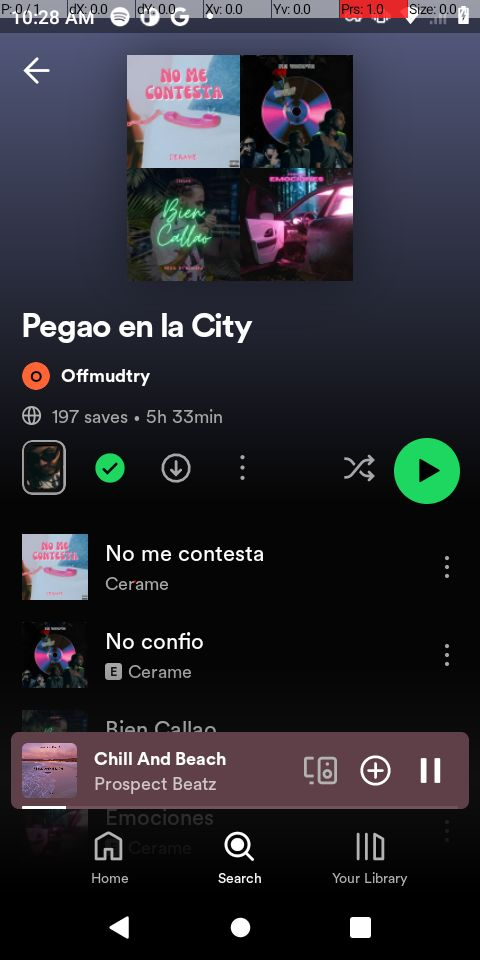 P: 0 / 1 dX: 0.0 dY: 0.0 Xv: 0.0 Yv: 0.0 Prs: 1.0 Size: 0.0
10:28 AM
NO ME
CONTESTA
CERAME
EMOCIONES
Bien
Callao
Pegao en la City
Offmudtry
197 saves • 5h 33min
No me contesta
Cerame
No confio
E Cerame
Bien Callao
Chill And Beach
Prospect Beatz
Emociones
Cerame
Home Search Your Library